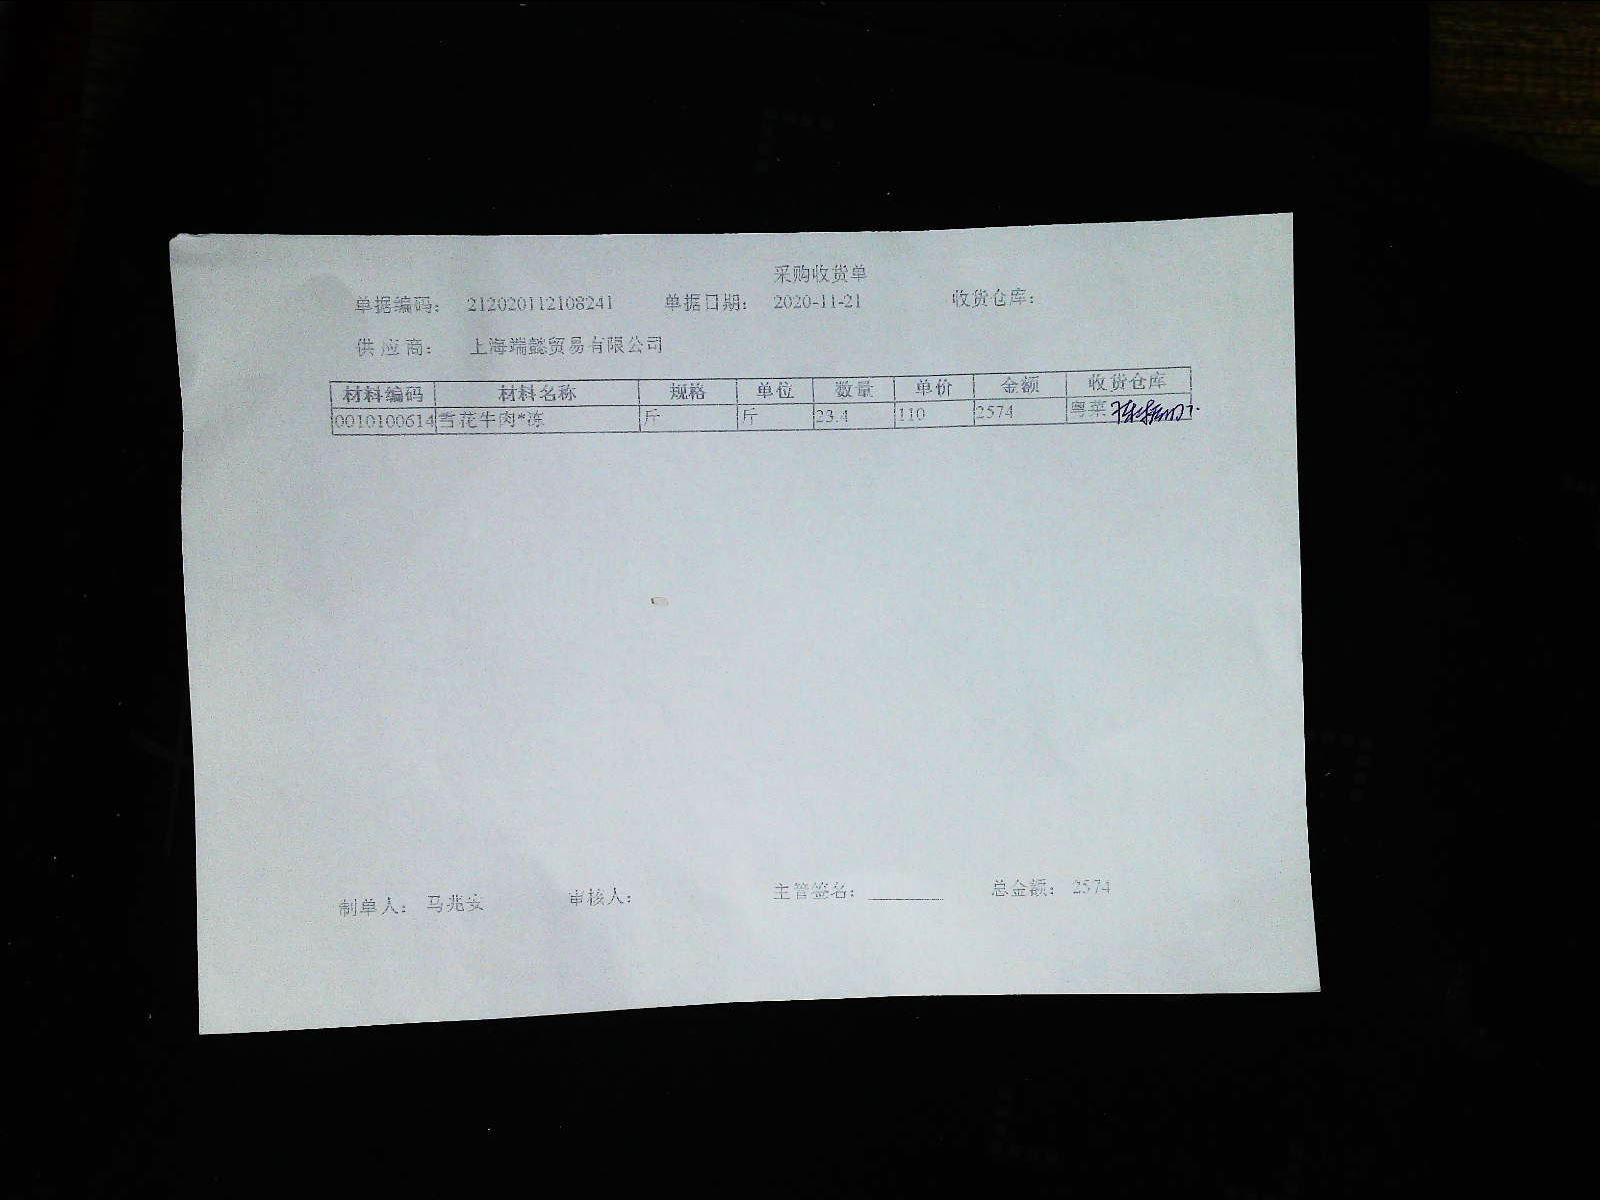 采购收货单
单据编码： 212020112108241 单据日期： 2020-11-21 收货仓库：
供应商： 上海端懿贸易有限公司
材料编码 材料名称 规格 单位 数量 单价 金额 收货仓库
0010100614 雪花牛肉*冻 斤 斤 23.4 110 2574 粤菜
制单人： 马兆安 审核人： 主管签名： 总金额： 2574